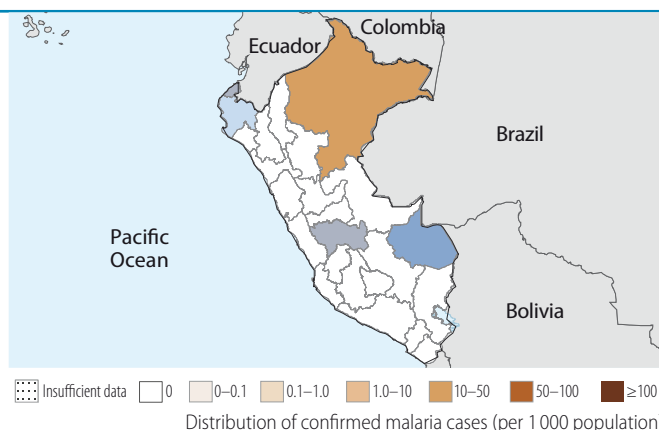 Colombia
Ecuador
Brazil
Pacific
Ocean
Bolivia
Insufficient data 0 0–0.1 0.1–1.0 1.0–10 10–50 50–100 ≥100
Distribution of confirmed malaria cases (per 1 000 population